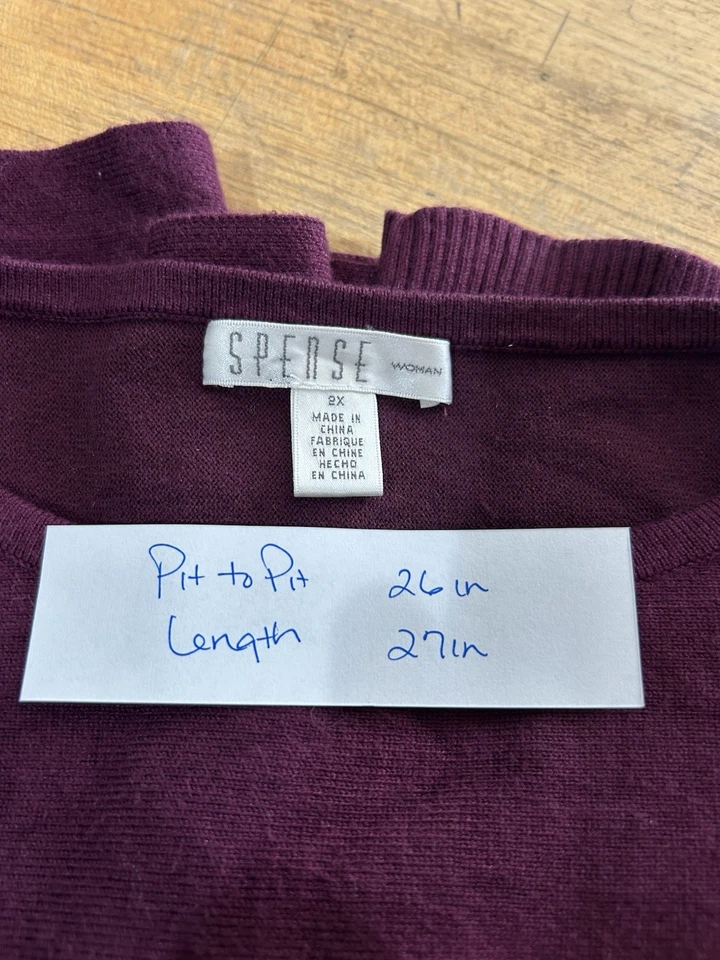 SPENSE WOMAN
2X
MADE IN
CHINA
FABRIQUE
EN CHINE
HECHO
EN CHINA
Pit to Pit 26 in
Length 27 in